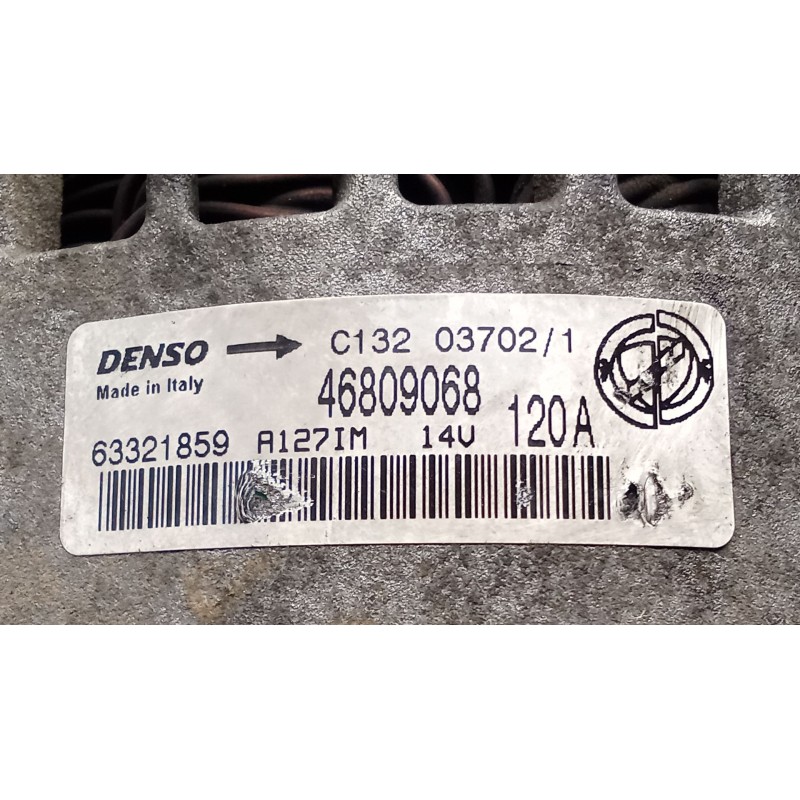 DENSO C132 03702/1
Made in Italy 46809068
63321859 A127IM 14V 120A